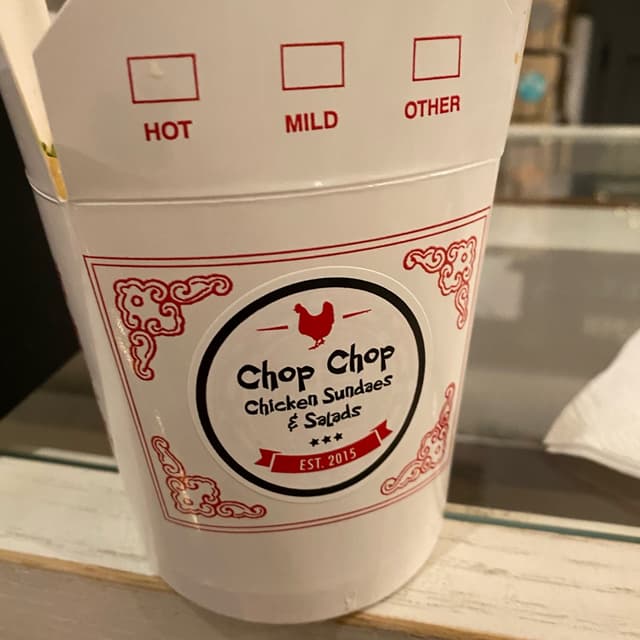 HOT MILD OTHER
Chop Chop
Chicken Sundaes
& Salads
EST. 2015